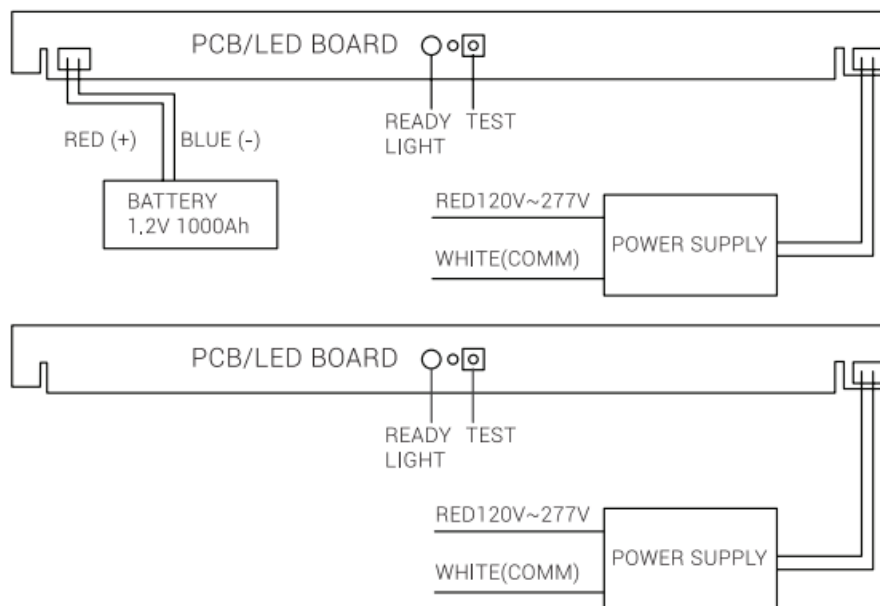 PCB/LED BOARD
READY TEST
LIGHT
RED (+) BLUE (-)
BATTERY
1.2V 1000Ah
RED120V~277V
WHITE(COMM)
POWER SUPPLY
PCB/LED BOARD
READY TEST
LIGHT
RED120V~277V
WHITE(COMM)
POWER SUPPLY